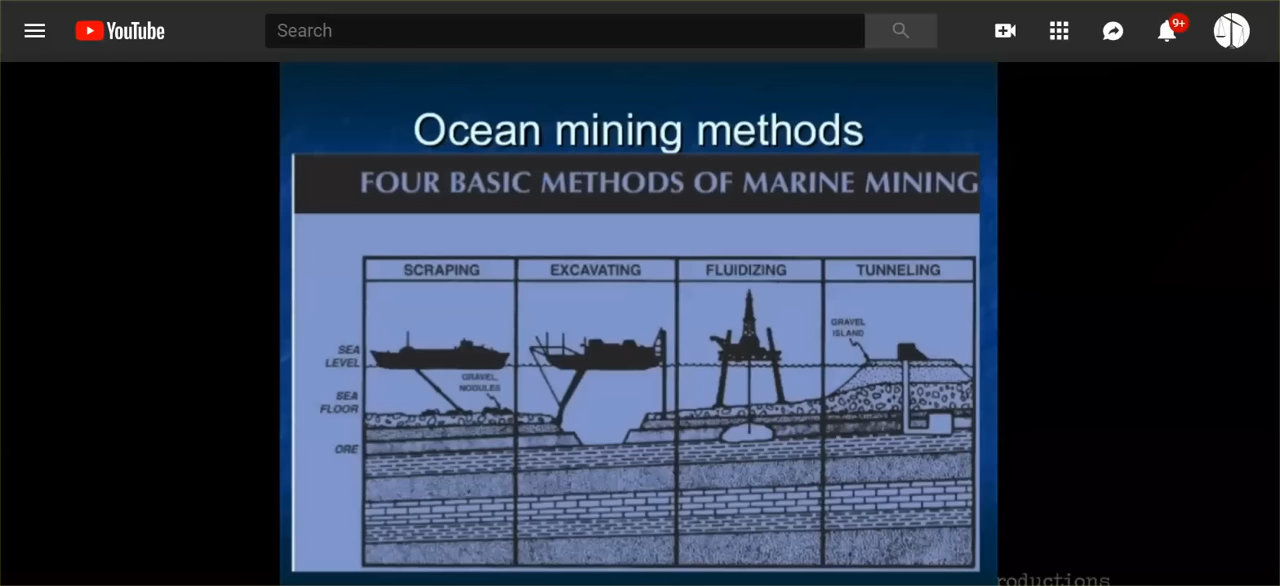 YouTube
Search
9+
Ocean mining methods
FOUR BASIC METHODS OF MARINE MINING
SCRAPING
EXCAVATING
FLUIDIZING
TUNNELING
GRAVEL
ISLAND
SEA
LEVEL
GRAVEL,
NODULES
SEA
FLOOR
ORE
roductions